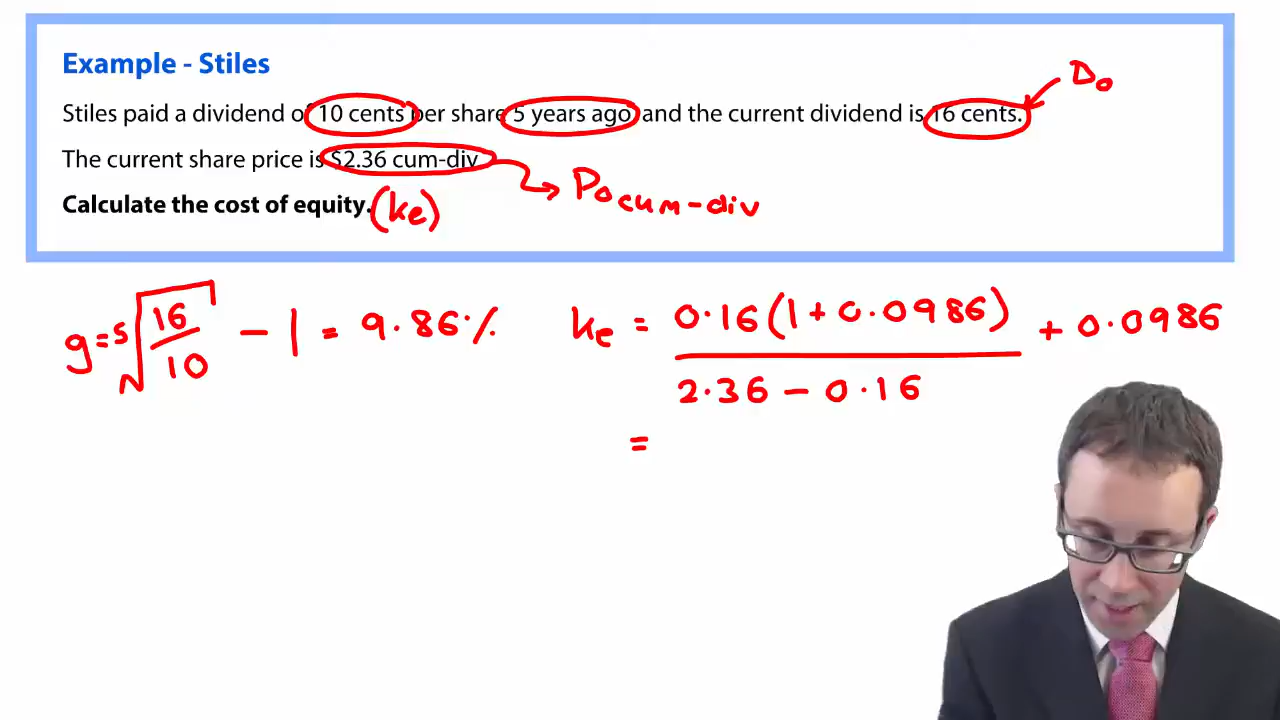 Example - Stiles
D₀
Stiles paid a dividend of 10 cents per share 5 years ago and the current dividend is 16 cents.
The current share price is $2.36 cum-div
P₀ cum-div
Calculate the cost of equity. (ke)
g = ⁵√(16/10) - 1 = 9.86%
ke = 0.16(1 + 0.0986) / 2.36 - 0.16 + 0.0986
=